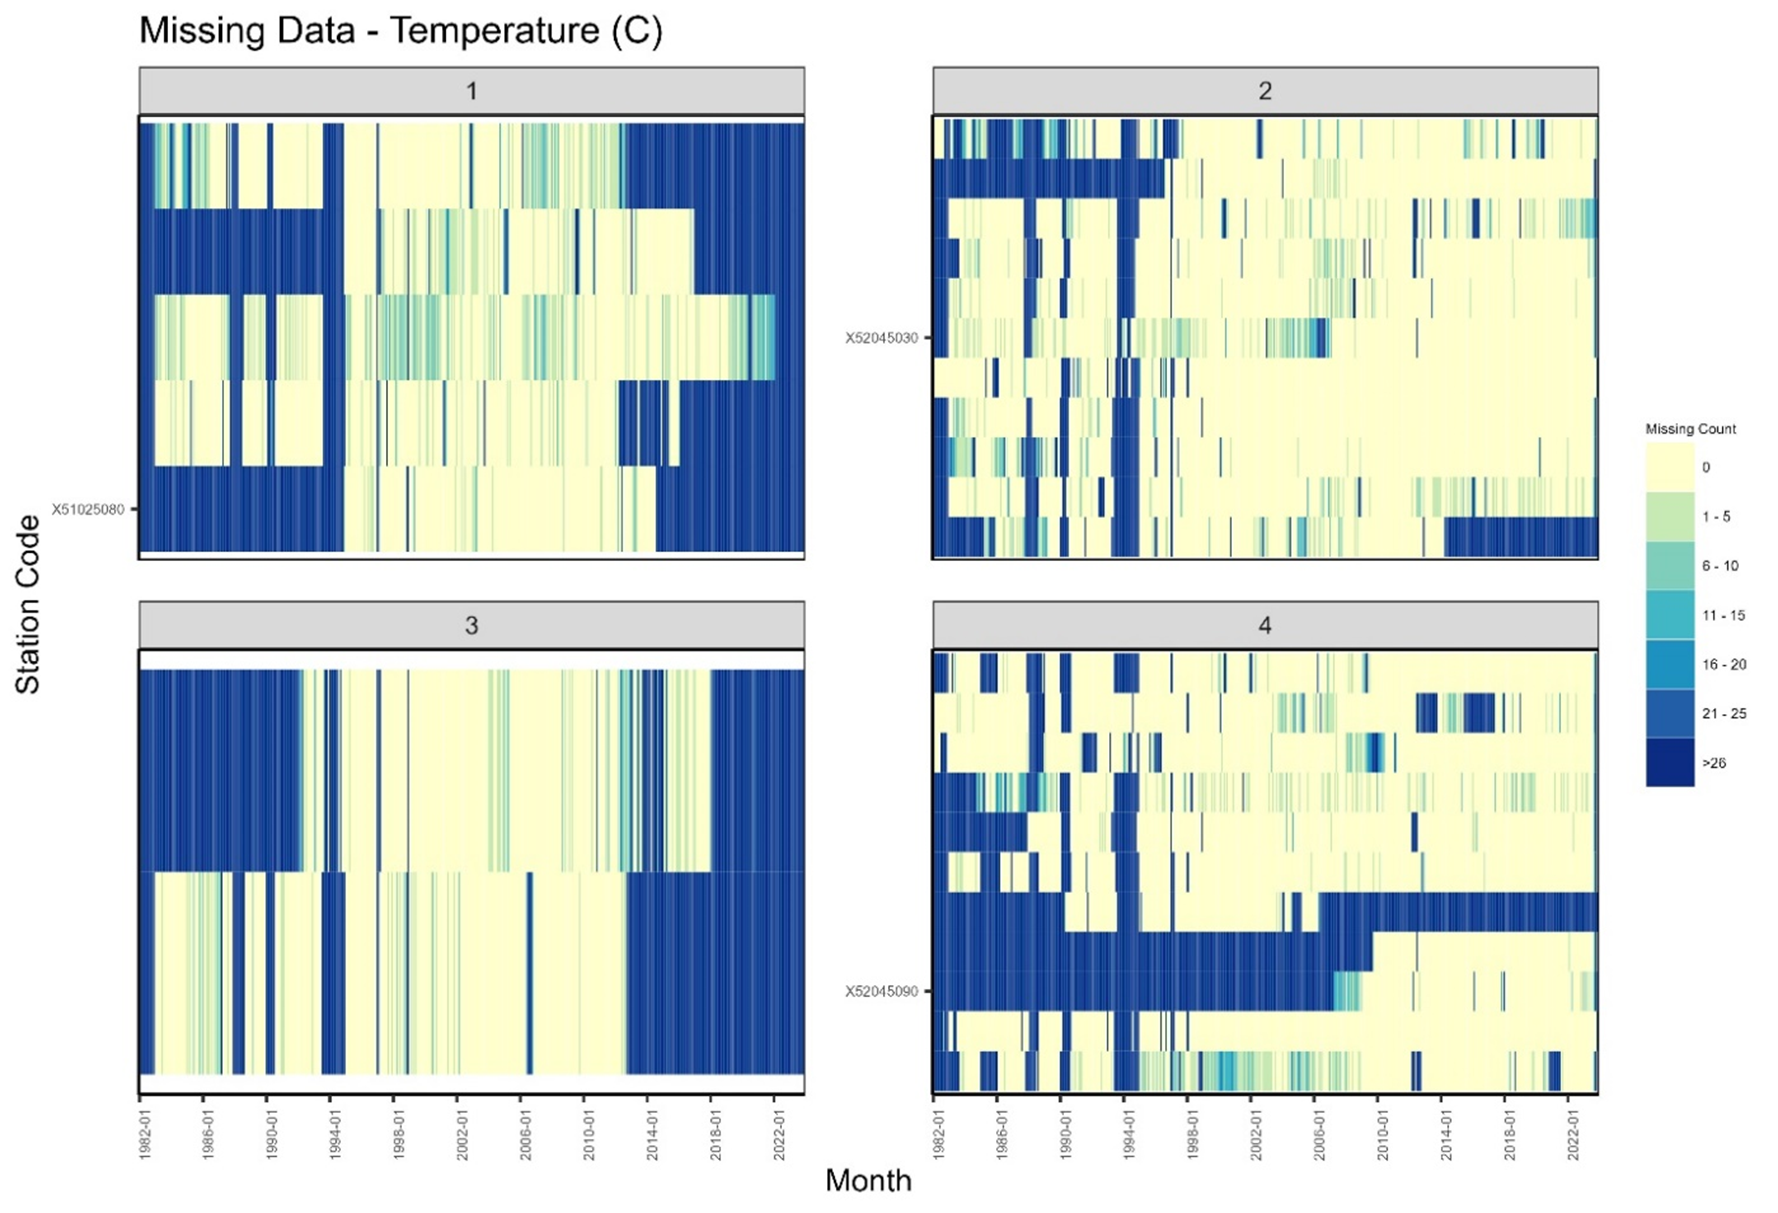 Missing Data - Temperature (C)
1
2
X51025080
X52045030
Station Code
3
4
X52045090
Missing Count
0
1 - 5
6 - 10
11 - 15
16 - 20
21 - 25
>26
1982-01
1986-01
1990-01
1994-01
1998-01
2002-01
2006-01
2010-01
2014-01
2018-01
2022-01
1982-01
1986-01
1990-01
1994-01
1998-01
2002-01
2006-01
2010-01
2014-01
2018-01
2022-01
Month